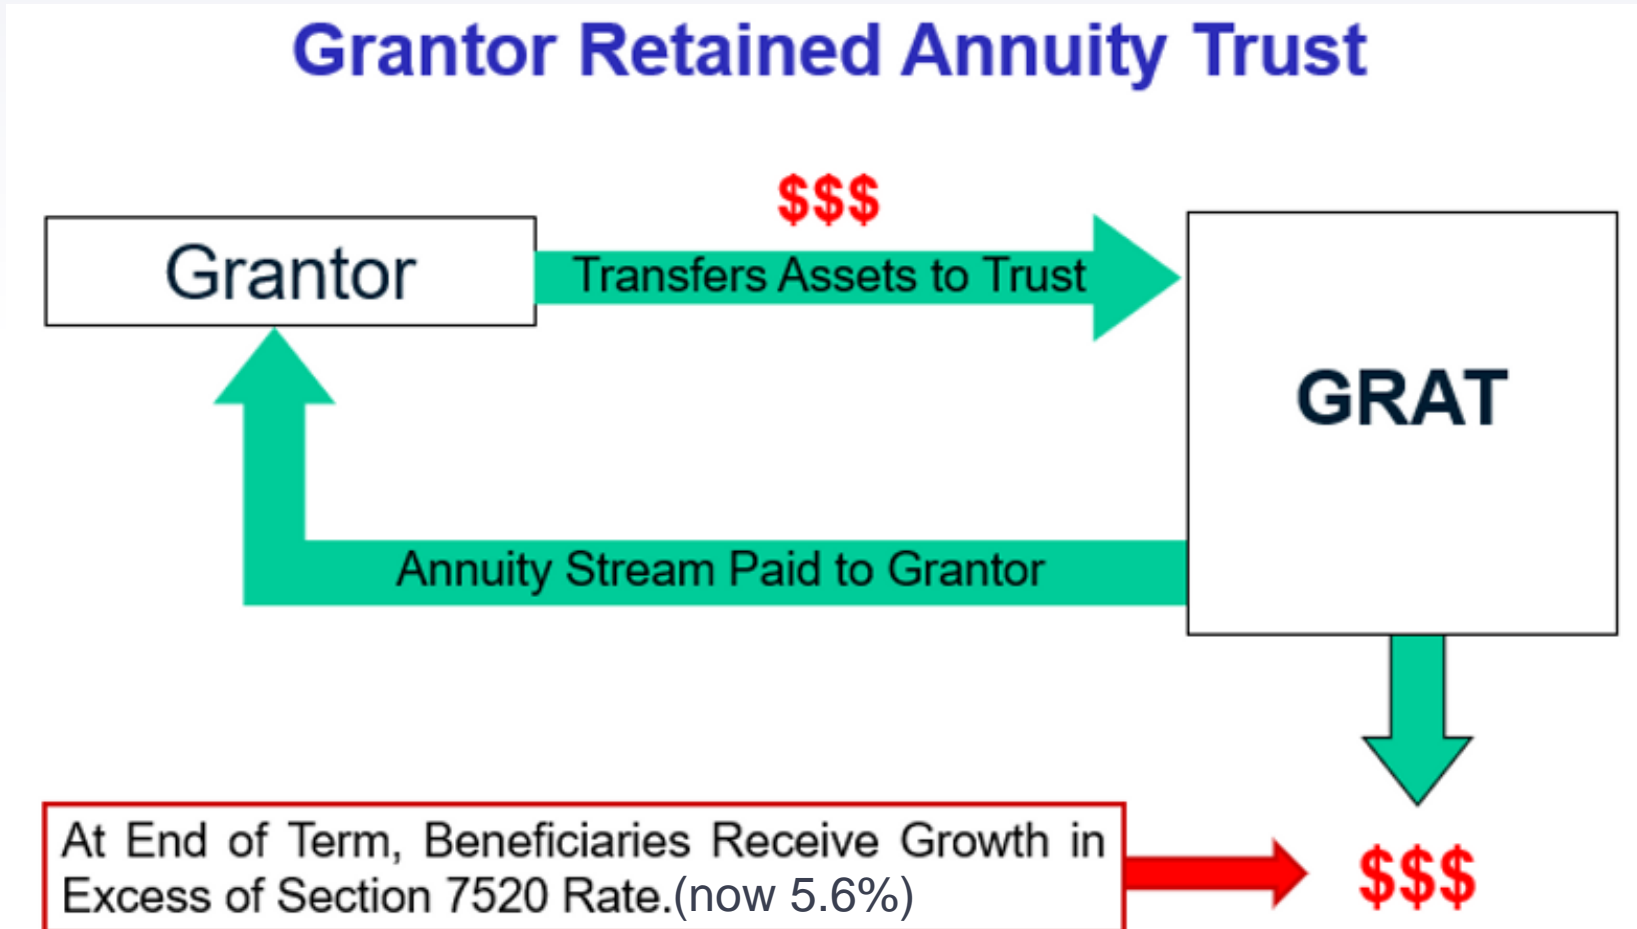 Grantor Retained Annuity Trust
$$$
Grantor
Transfers Assets to Trust
GRAT
Annuity Stream Paid to Grantor
At End of Term, Beneficiaries Receive Growth in
Excess of Section 7520 Rate.(now 5.6%)
$$$